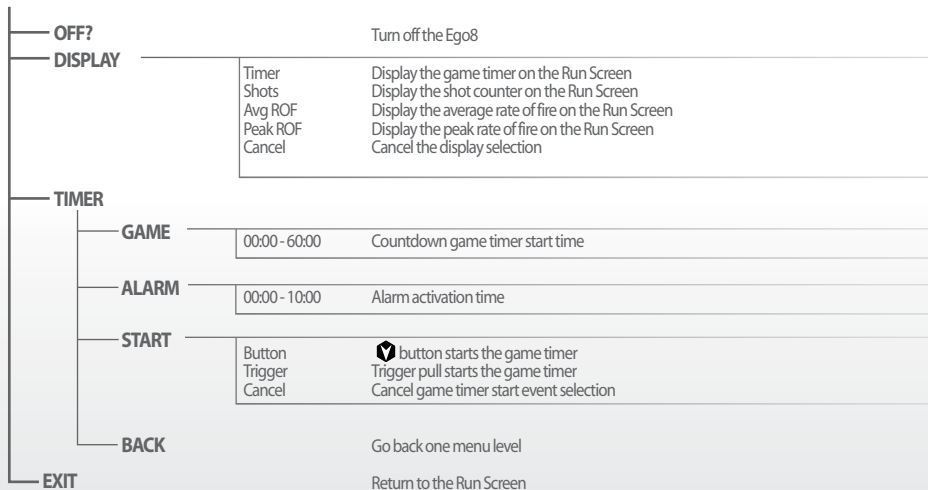 OFF? Turn off the Ego8
DISPLAY
Timer Display the game timer on the Run Screen
Shots Display the shot counter on the Run Screen
Avg ROF Display the average rate of fire on the Run Screen
Peak ROF Display the peak rate of fire on the Run Screen
Cancel Cancel the display selection
TIMER
GAME
00:00 - 60:00 Countdown game timer start time
ALARM
00:00 - 10:00 Alarm activation time
START
Button button starts the game timer
Trigger Trigger pull starts the game timer
Cancel Cancel game timer start event selection
BACK Go back one menu level
EXIT Return to the Run Screen